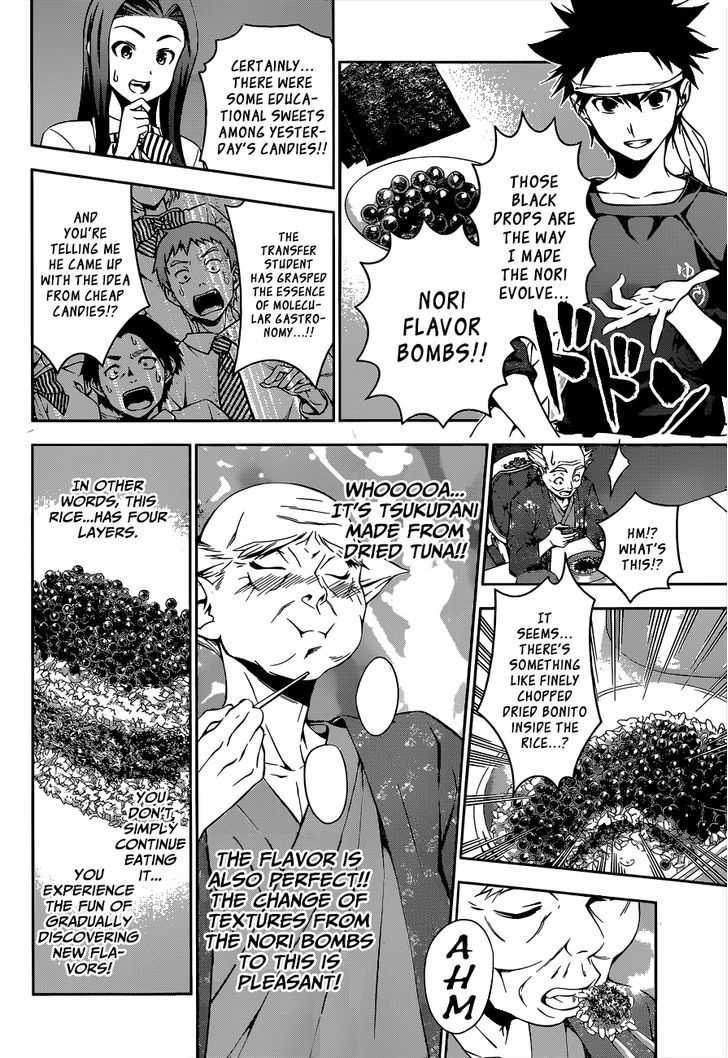 THOSE
BLACK
DROPS ARE
THE WAY
I MADE
THE NORI
EVOLVE...
NORI
FLAVOR
BOMBS!!
ゆきひら
ドドン
CERTAINLY...
THERE WERE
SOME EDUCA-
TIONAL SWEETS
AMONG YESTER-
DAY'S CANDIES!!
THE
TRANSFER
STUDENT
HAS GRASPED
THE ESSENCE
OF MOLECU-
LAR GASTRO-
NOMY...!!
AND
YOU'RE
TELLING ME
HE CAME
UP WITH
THE IDEA
FROM CHEAP
CANDIES!?
HM!?
WHAT'S
THIS!?
IT
SEEMS...
THERE'S
SOMETHING
LIKE FINELY
CHOPPED
DRIED BONITO
INSIDE THE
RICE...?
AHM
WHOOOOA...
IT'S TSUKUDANI
MADE FROM
DRIED TUNA!!
THE FLAVOR IS
ALSO PERFECT!!
THE CHANGE OF
TEXTURES FROM
THE NORI BOMBS
TO THIS IS
PLEASANT!
IN OTHER
WORDS, THIS
RICE...HAS FOUR
LAYERS.
YOU
DON'T
SIMPLY
CONTINUE
EATING
IT...
YOU
EXPERIENCE
THE FUN OF
GRADUALLY
DISCOVERING
NEW FLA-
VORS!